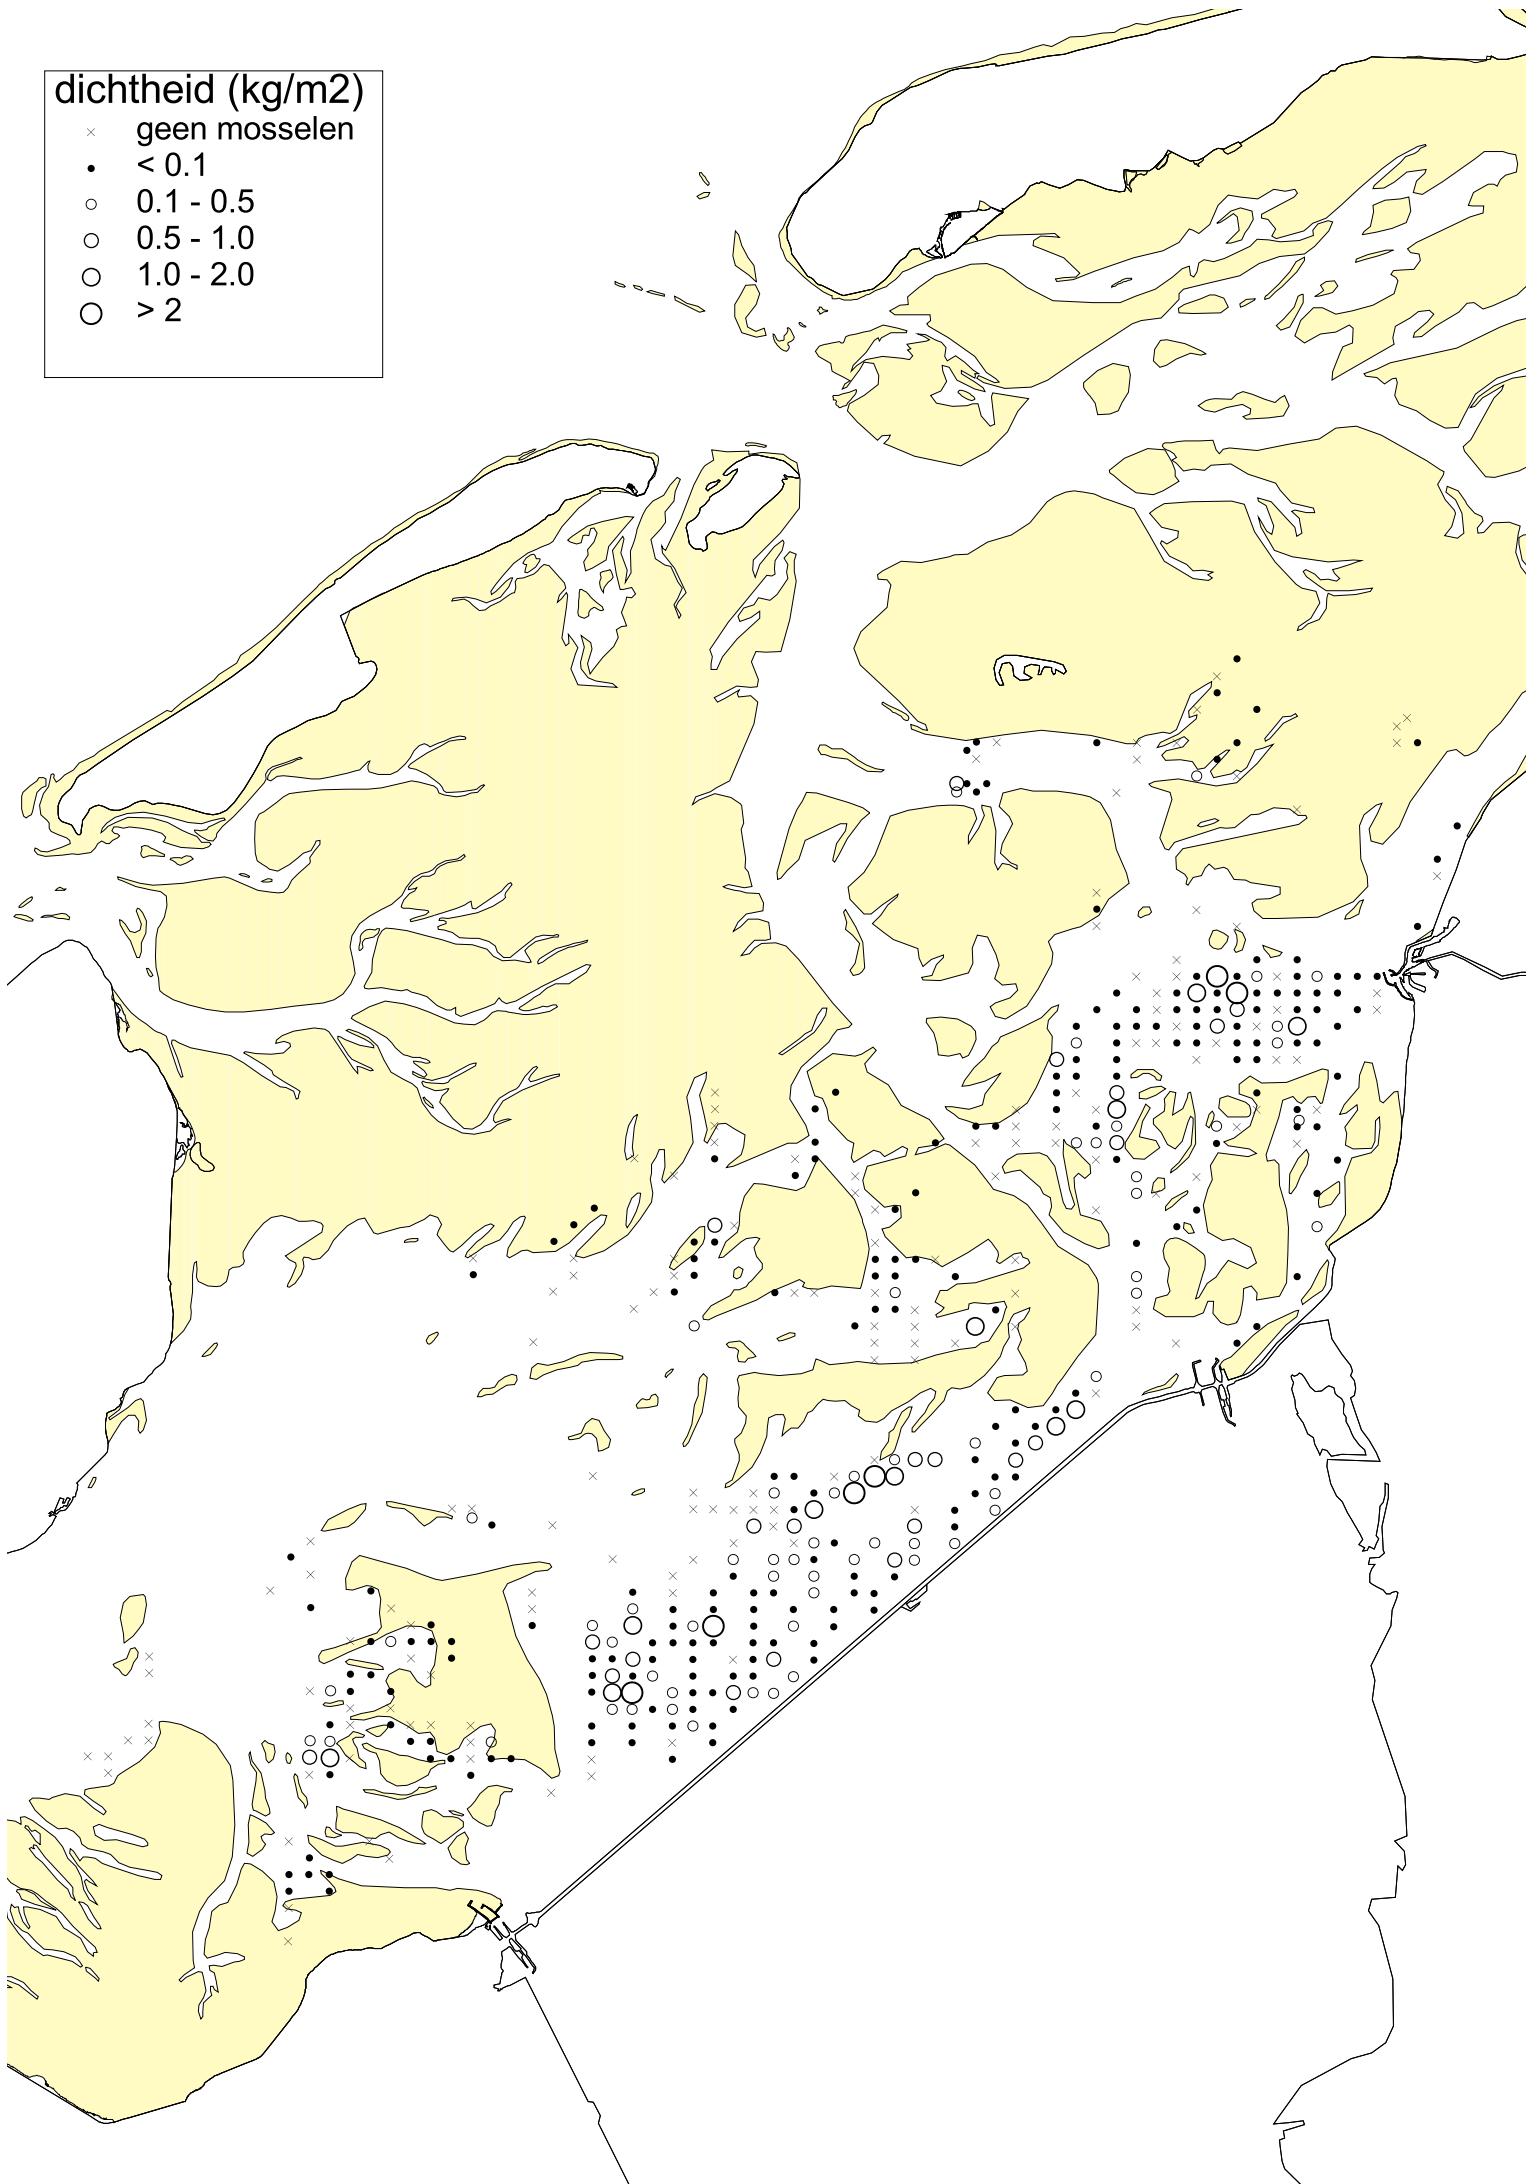 dichtheid (kg/m2)
geen mosselen
< 0.1
0.1 - 0.5
0.5 - 1.0
1.0 - 2.0
> 2